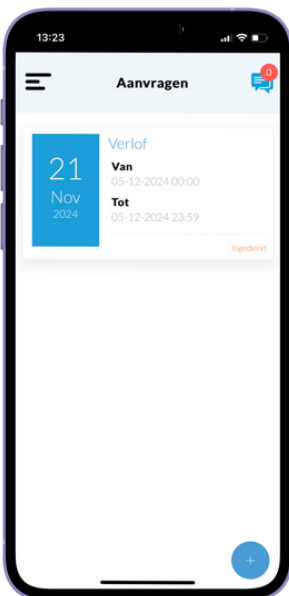 13:23
Aanvragen
0
21
Nov
2024
Verlof
Van
05-12-2024 00:00
Tot
05-12-2024 23:59
Ingediend
+